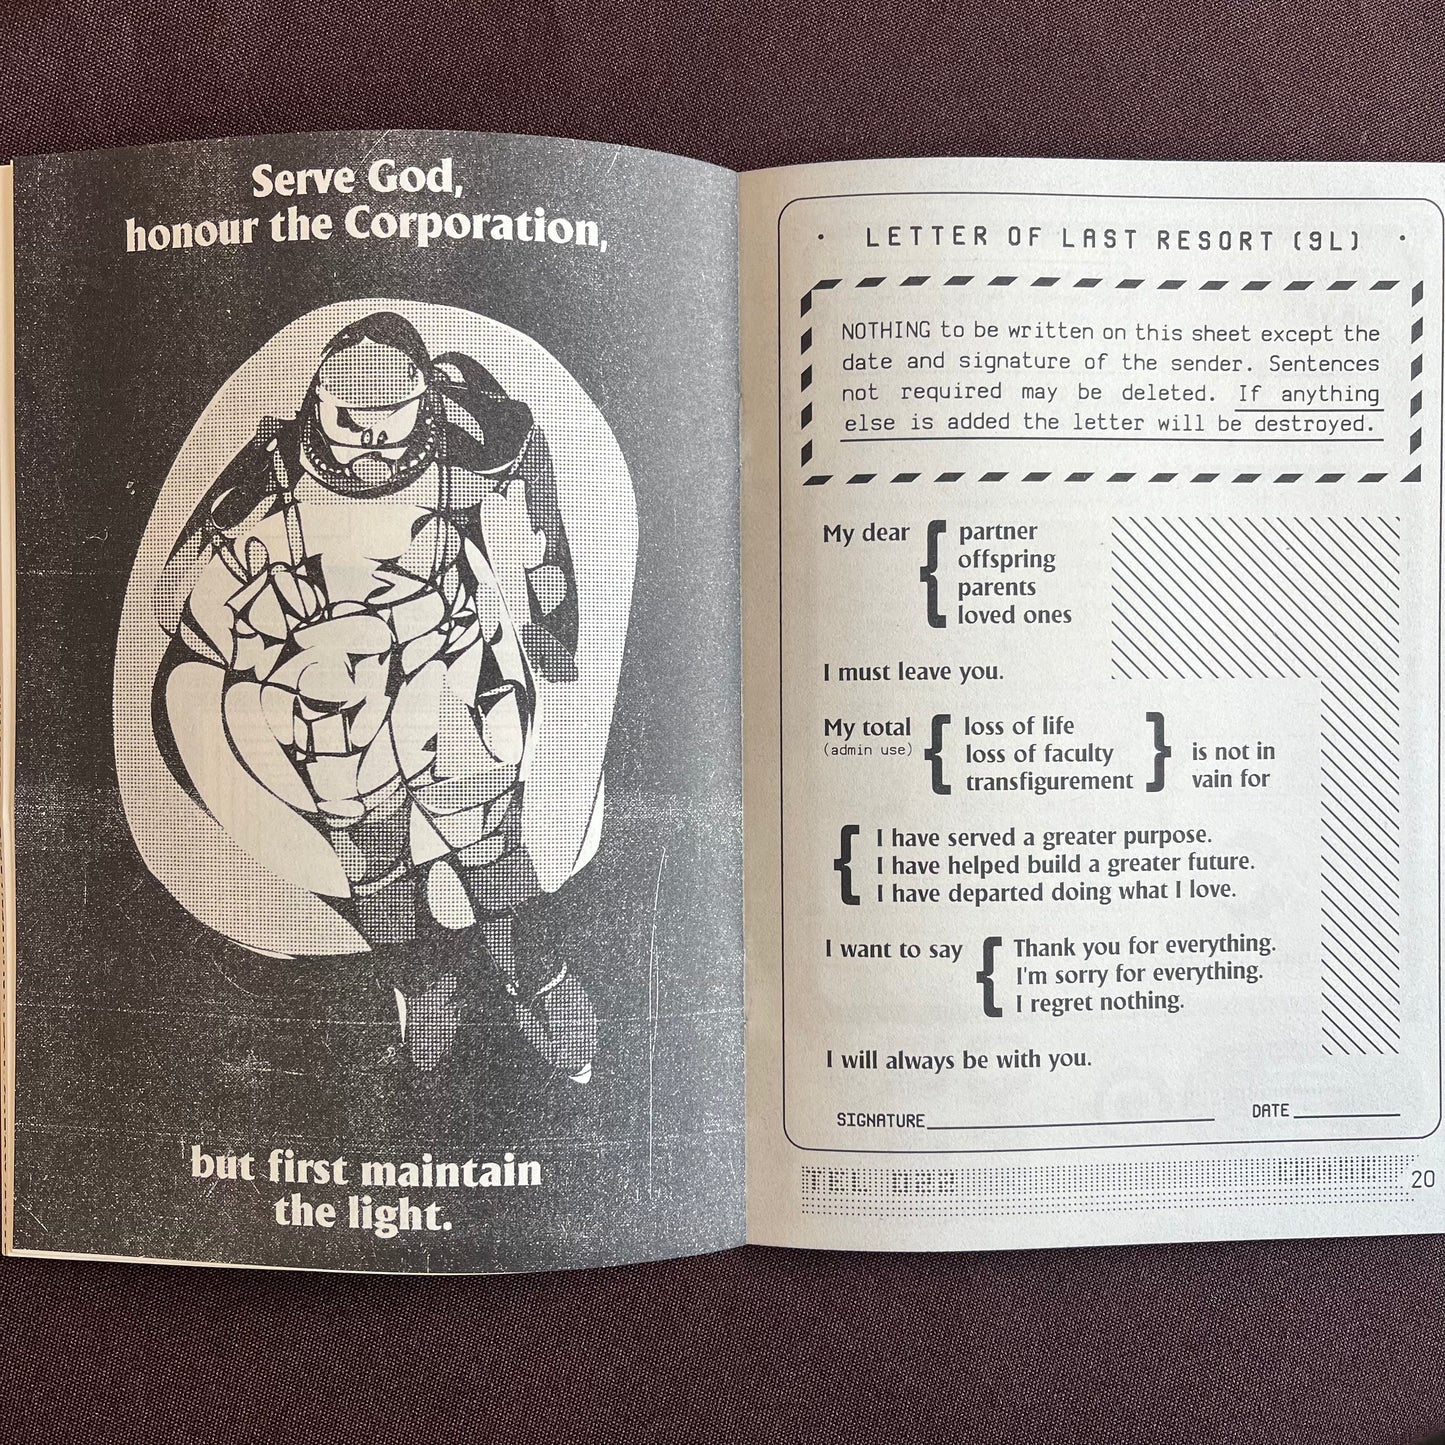 Serve God,
honour the Corporation,
but first maintain
the light.
• LETTER OF LAST RESORT (9L) •
NOTHING to be written on this sheet except the
date and signature of the sender. Sentences
not required may be deleted. If anything
else is added the letter will be destroyed.
My dear { partner
offspring
parents
loved ones
I must leave you.
My total { loss of life
(admin use) loss of faculty } is not in
transfigurement vain for
{ I have served a greater purpose.
I have helped build a greater future.
I have departed doing what I love.
I want to say { Thank you for everything.
I'm sorry for everything.
I regret nothing.
I will always be with you.
SIGNATURE DATE
20